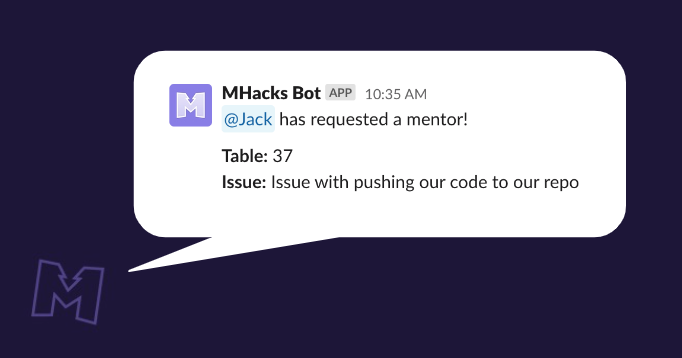 MHacks Bot APP 10:35 AM
@Jack has requested a mentor!
Table: 37
Issue: Issue with pushing our code to our repo
M